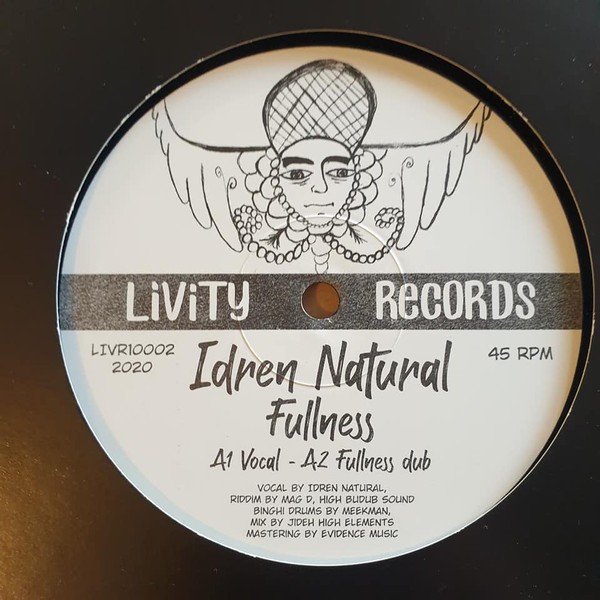 LiViTY RECORDS
LIVR10002
2020
45 RPM
Idren Natural
Fullness
A1 Vocal - A2 Fullness dub
VOCAL BY IDREN NATURAL,
RIDDIM BY MAG D, HIGH BUDUB SOUND
BINGHI DRUMS BY MEEKMAN,
MIX BY JIDEH HIGH ELEMENTS
MASTERING BY EVIDENCE MUSIC